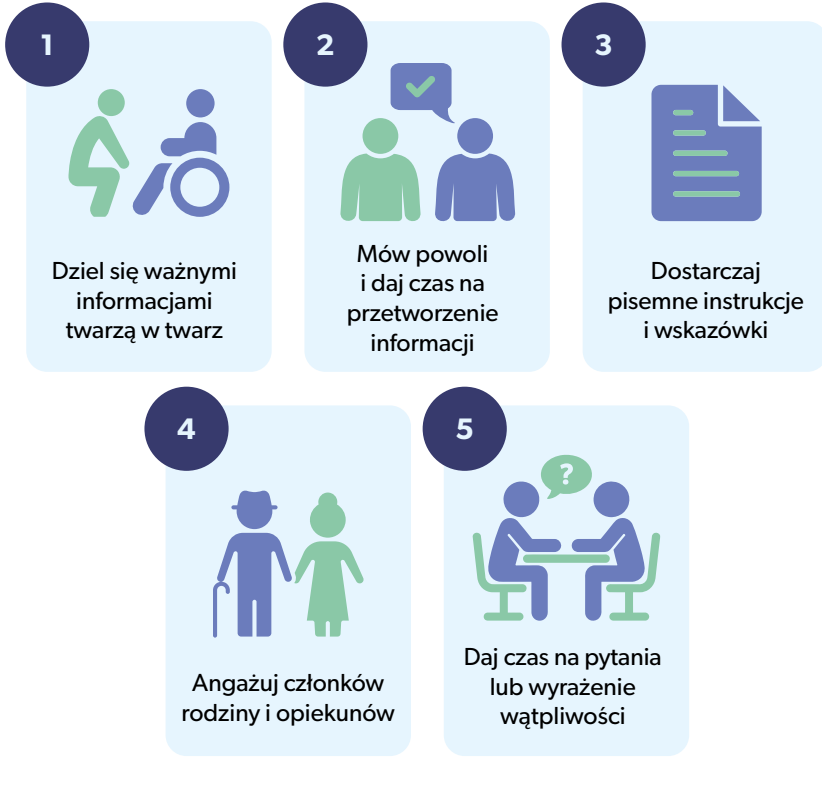 1
Dziel się ważnymi
informacjami
twarzą w twarz
2
Mów powoli
i daj czas na
przetworzenie
informacji
3
Dostarczaj
pisemne instrukcje
i wskazówki
4
Angażuj członków
rodziny i opiekunów
5
?
Daj czas na pytania
lub wyrażenie
wątpliwości